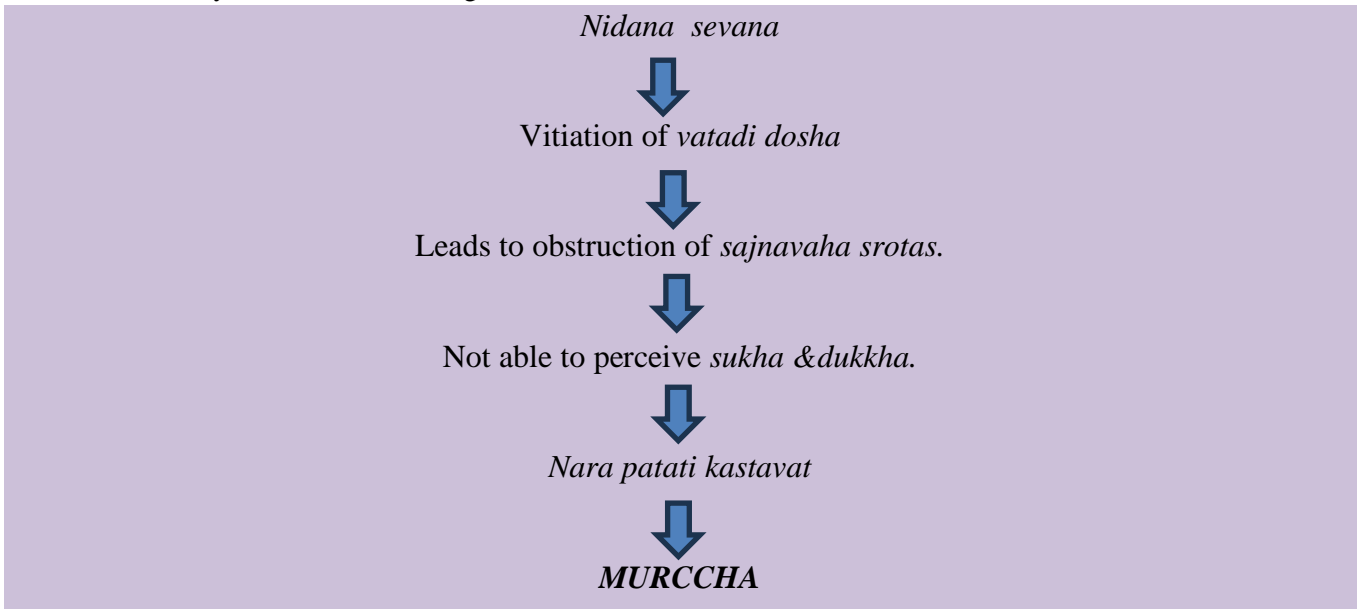 Nidana sevana
Vitiation of vatadi dosha
Leads to obstruction of sajnavaha srotas.
Not able to perceive sukha &dukkha.
Nara patati kastavat
MURCCHA